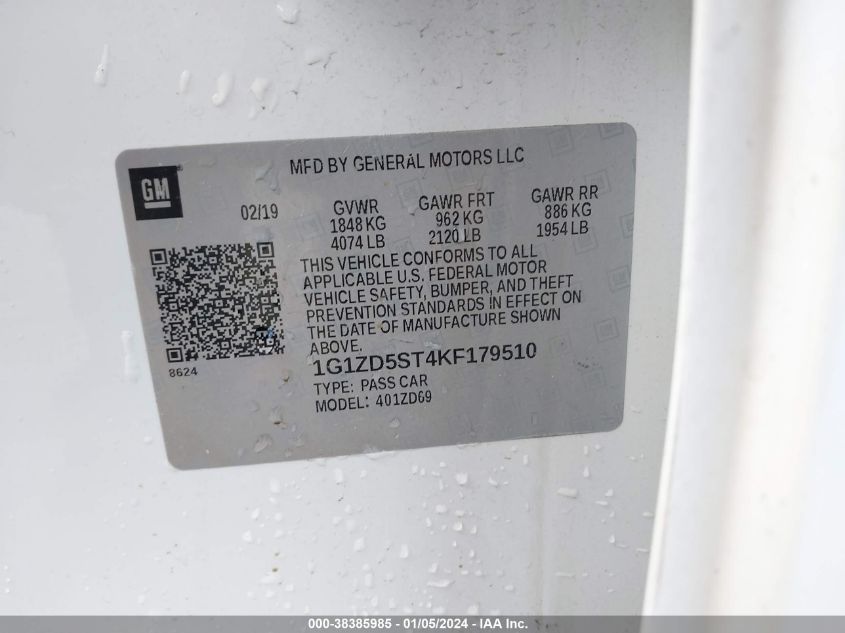 MFD BY GENERAL MOTORS LLC
GM
02/19
GVWR GAWR FRT GAWR RR
1848 KG 962 KG 886 KG
4074 LB 2120 LB 1954 LB
THIS VEHICLE CONFORMS TO ALL
APPLICABLE U.S. FEDERAL MOTOR
VEHICLE SAFETY, BUMPER, AND THEFT
PREVENTION STANDARDS IN EFFECT ON
THE DATE OF MANUFACTURE SHOWN
ABOVE.
8624
1G1ZD5ST4KF179510
TYPE: PASS CAR
MODEL: 401ZD69
000-38385985 - 01/05/2024 - IAA Inc.